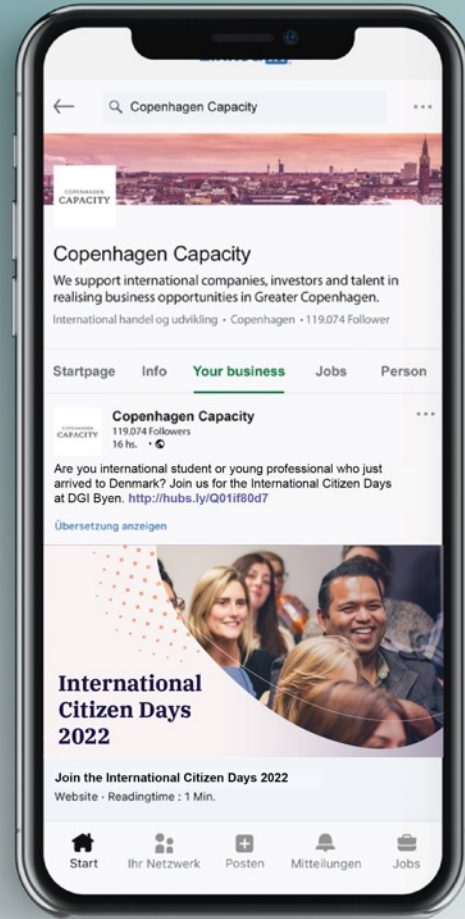 Copenhagen Capacity
COPENHAGEN
CAPACITY
Copenhagen Capacity
We support international companies, investors and talent in
realising business opportunities in Greater Copenhagen.
International handel og udvikling • Copenhagen • 119.074 Follower
Startpage Info Your business Jobs Person
COPENHAGEN
CAPACITY
Copenhagen Capacity
119.074 Followers
16 hs. •
Are you international student or young professional who just
arrived to Denmark? Join us for the International Citizen Days
at DGI Byen. http://hubs.ly/Q01if80d7
Übersetzung anzeigen
International
Citizen Days
2022
Join the International Citizen Days 2022
Website · Readingtime : 1 Min.
Start Ihr Netzwerk Posten Mitteilungen Jobs